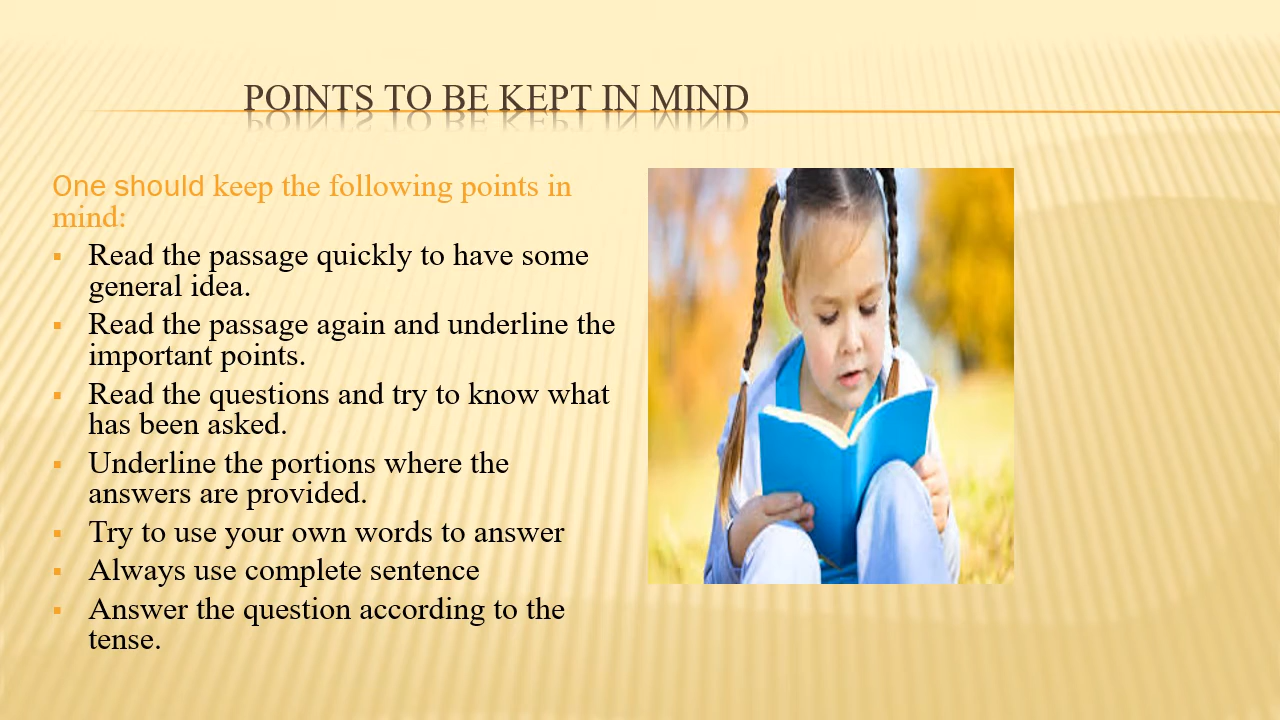 POINTS TO BE KEPT IN MIND
One should keep the following points in
mind:
▪ Read the passage quickly to have some
general idea.
▪ Read the passage again and underline the
important points.
▪ Read the questions and try to know what
has been asked.
▪ Underline the portions where the
answers are provided.
▪ Try to use your own words to answer
▪ Always use complete sentence
▪ Answer the question according to the
tense.